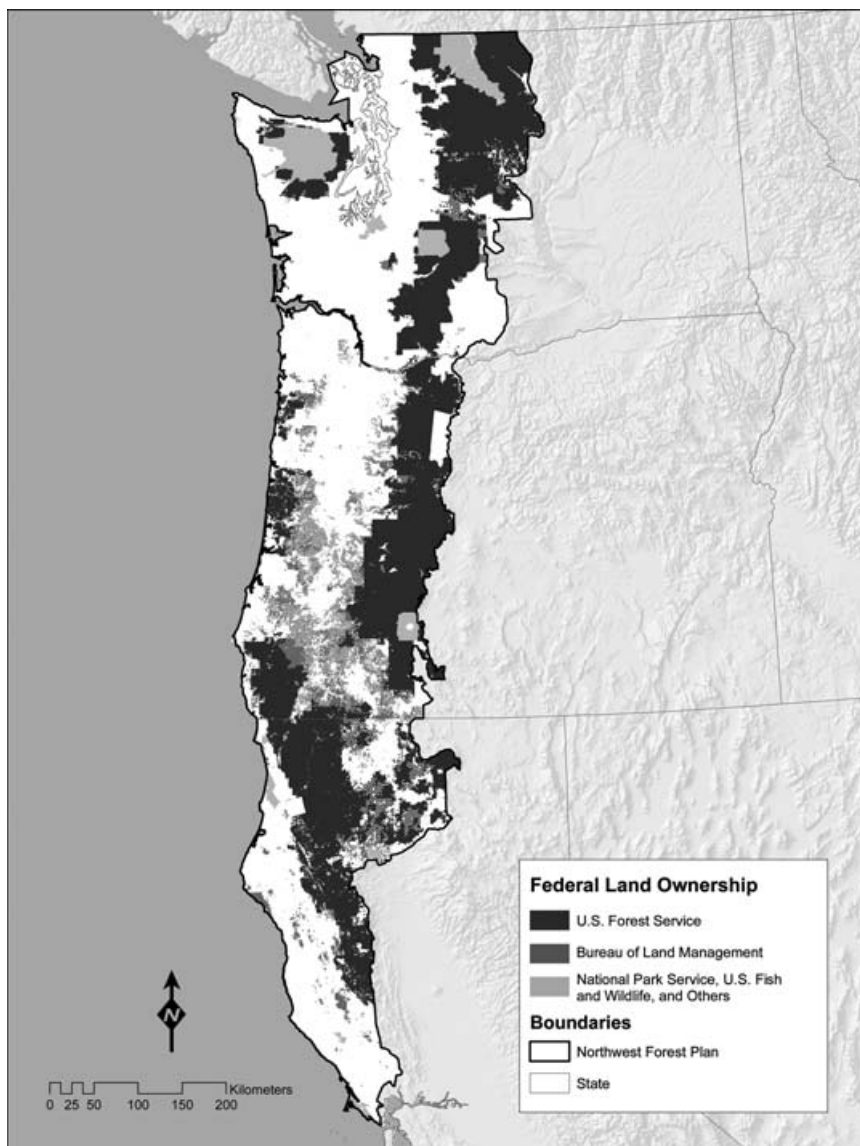 Federal Land Ownership
U.S. Forest Service
Bureau of Land Management
National Park Service, U.S. Fish
and Wildlife, and Others
Boundaries
Northwest Forest Plan
State
N
Kilometers
0 25 50 100 150 200